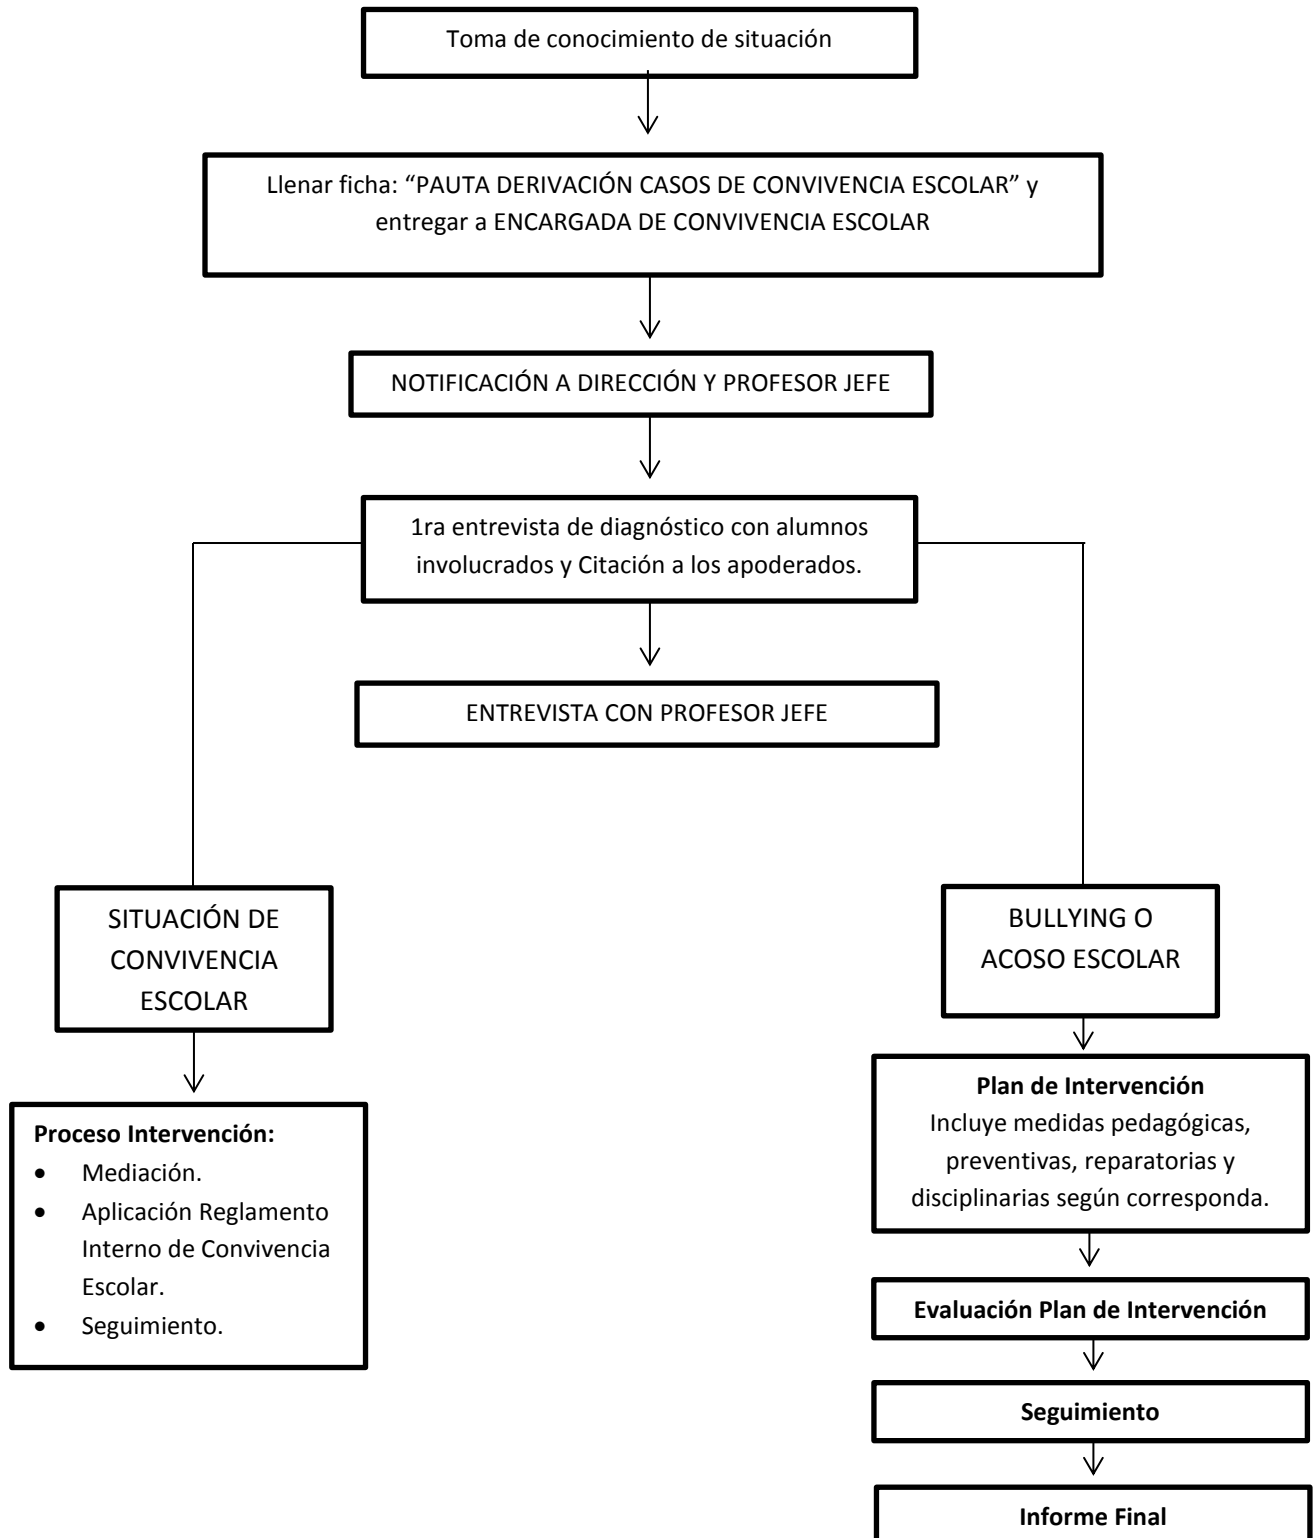 Toma de conocimiento de situación
Llenar ficha: “PAUTA DERIVACIÓN CASOS DE CONVIVENCIA ESCOLAR” y
entregar a ENCARGADA DE CONVIVENCIA ESCOLAR
NOTIFICACIÓN A DIRECCIÓN Y PROFESOR JEFE
1ra entrevista de diagnóstico con alumnos
involucrados y Citación a los apoderados.
ENTREVISTA CON PROFESOR JEFE
SITUACIÓN DE
CONVIVENCIA
ESCOLAR
Proceso Intervención:
• Mediación.
• Aplicación Reglamento
Interno de Convivencia
Escolar.
• Seguimiento.
BULLYING O
ACOSO ESCOLAR
Plan de Intervención
Incluye medidas pedagógicas,
preventivas, reparatorias y
disciplinarias según corresponda.
Evaluación Plan de Intervención
Seguimiento
Informe Final